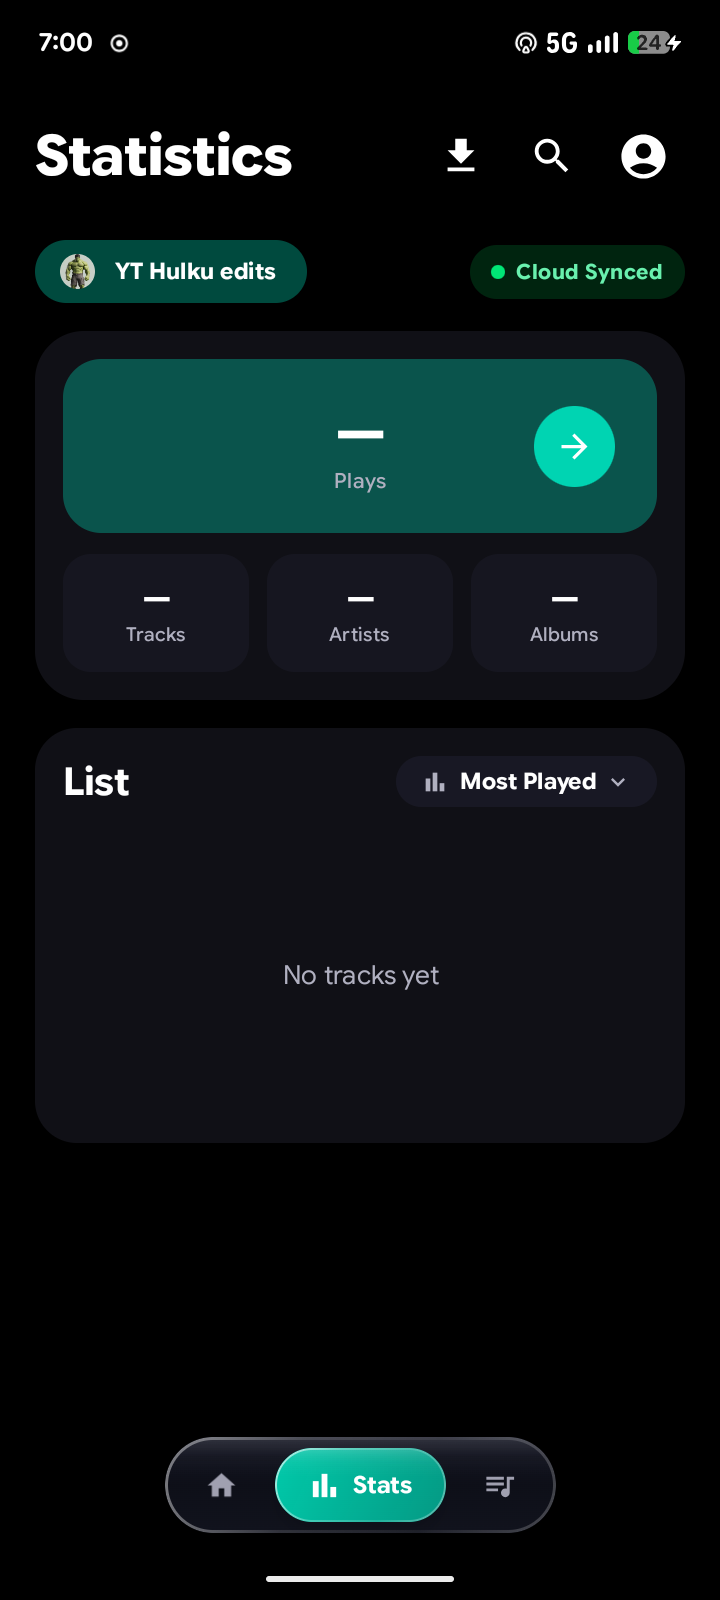 7:00
5G
24
Statistics
YT Hulku edits
Cloud Synced
—
Plays
—
Tracks
—
Artists
—
Albums
List
Most Played
No tracks yet
Stats